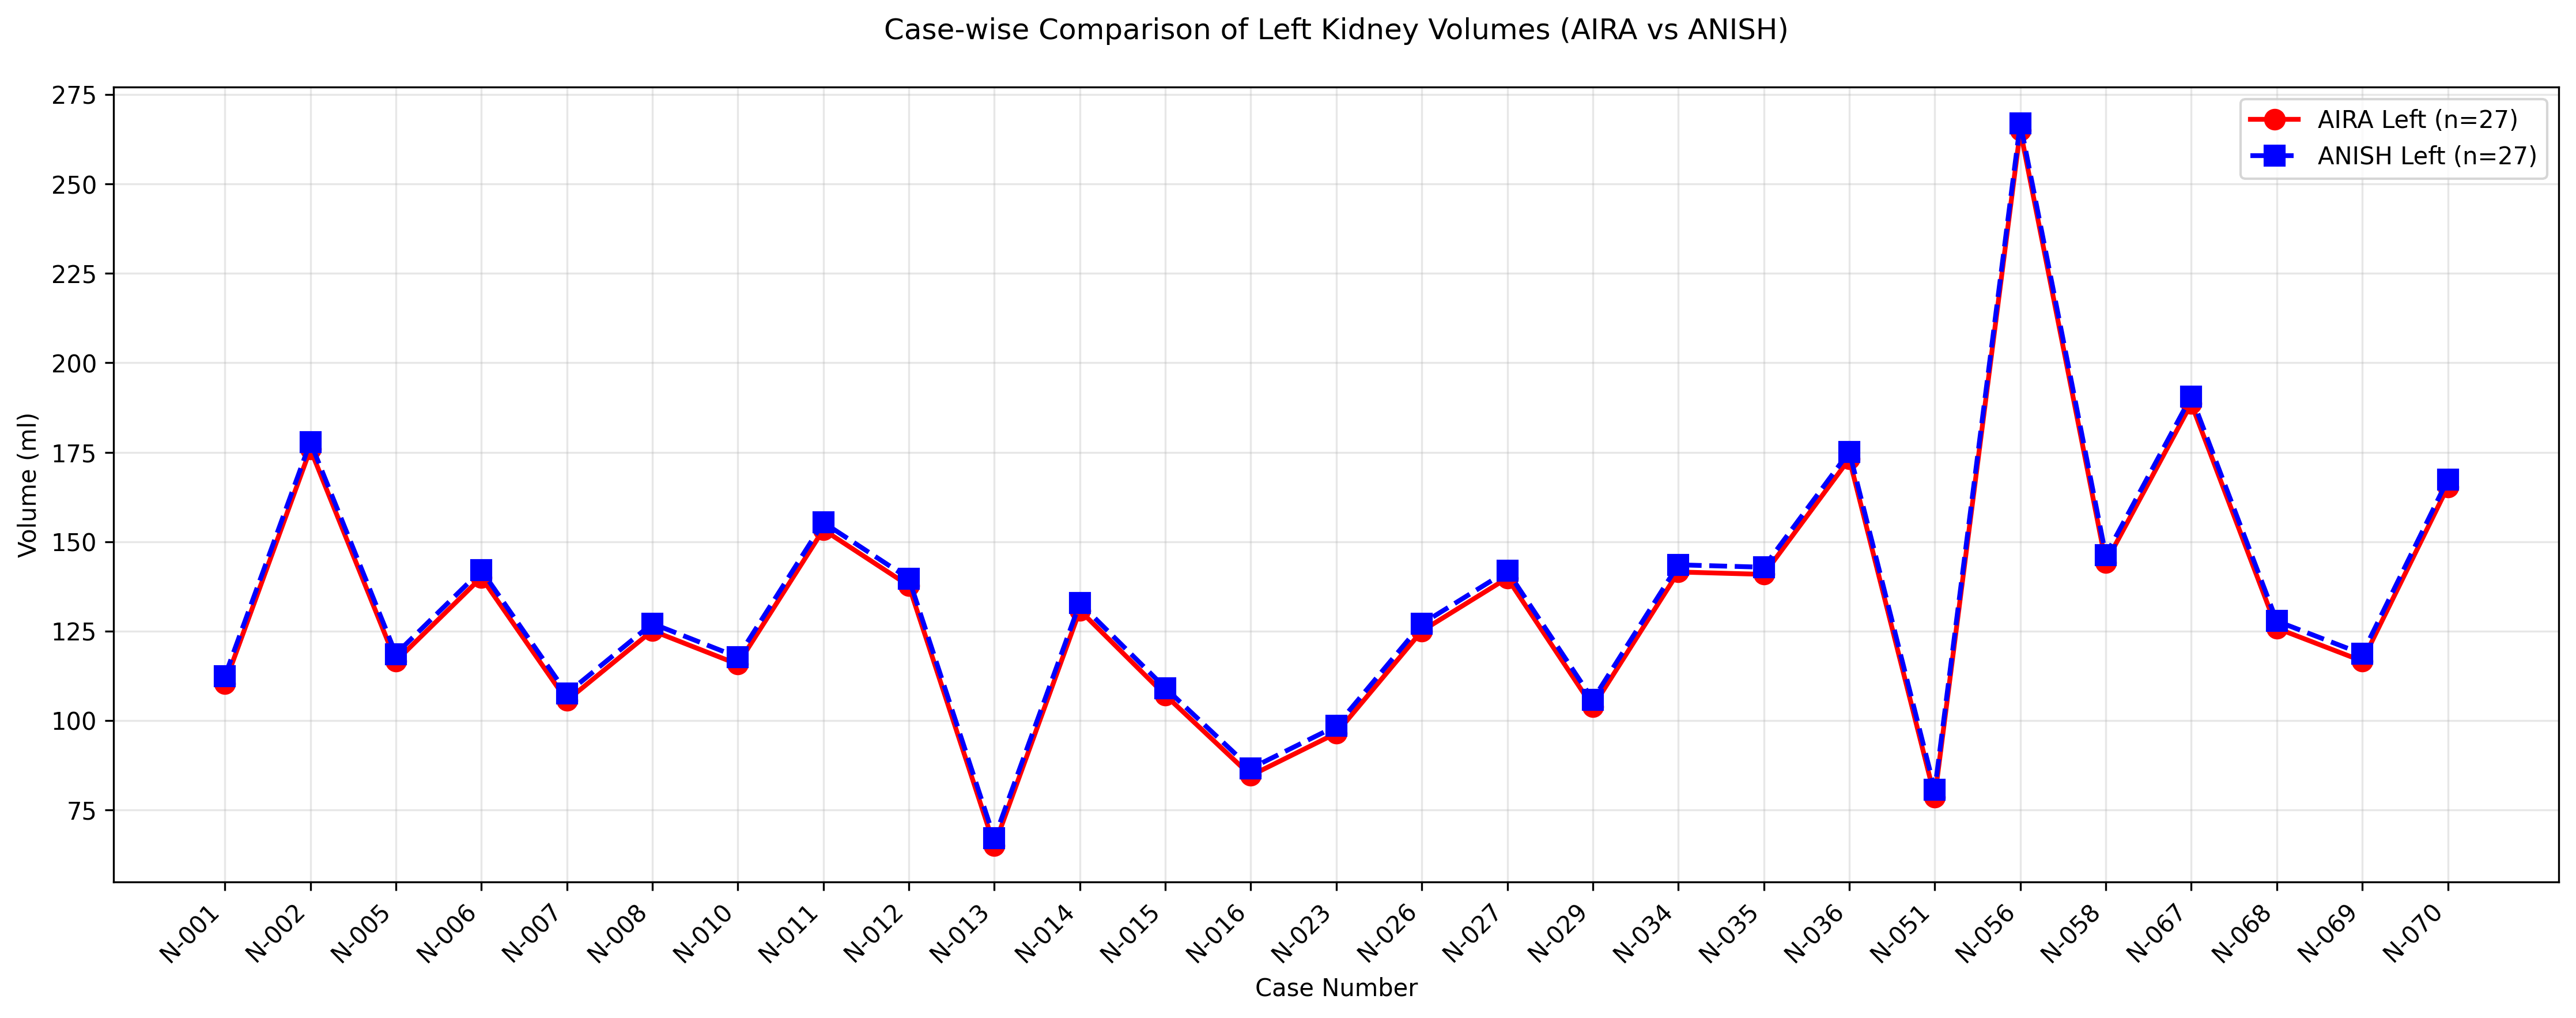 Case-wise Comparison of Left Kidney Volumes (AIRA vs ANISH)
AIRA Left (n=27)
ANISH Left (n=27)
Volume (ml)
275
250
225
200
175
150
125
100
75
N-001
N-002
N-005
N-006
N-007
N-008
N-010
N-011
N-012
N-013
N-014
N-015
N-016
N-023
N-026
N-027
N-029
N-034
N-035
N-036
N-051
N-056
N-058
N-067
N-068
N-069
N-070
Case Number